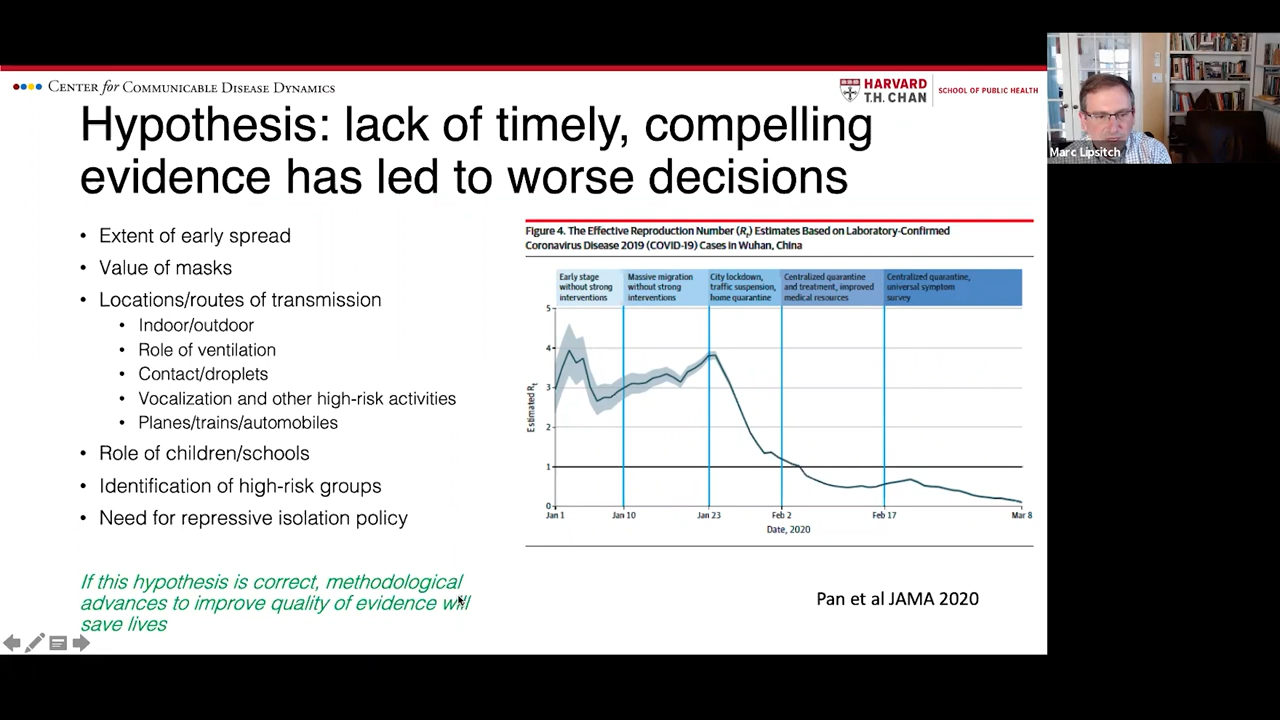 CENTER for COMMUNICABLE DISEASE DYNAMICS
HARVARD
T.H. CHAN
SCHOOL OF PUBLIC HEALTH
Marc Lipsitch
Hypothesis: lack of timely, compelling
evidence has led to worse decisions
• Extent of early spread
• Value of masks
• Locations/routes of transmission
• Indoor/outdoor
• Role of ventilation
• Contact/droplets
• Vocalization and other high-risk activities
• Planes/trains/automobiles
• Role of children/schools
• Identification of high-risk groups
• Need for repressive isolation policy
If this hypothesis is correct, methodological
advances to improve quality of evidence will
save lives
Figure 4. The Effective Reproduction Number (Rt) Estimates Based on Laboratory-Confirmed
Coronavirus Disease 2019 (COVID-19) Cases in Wuhan, China
Early stage
without strong
interventions
Massive migration
without strong
interventions
City lockdown,
traffic suspension,
home quarantine
Centralized quarantine
and treatment, improved
medical resources
Centralized quarantine,
universal symptom
survey
5
4
3
2
1
0
Estimated Rt
Jan 1
Jan 10
Jan 23
Feb 2
Feb 17
Mar 8
Date, 2020
Pan et al JAMA 2020